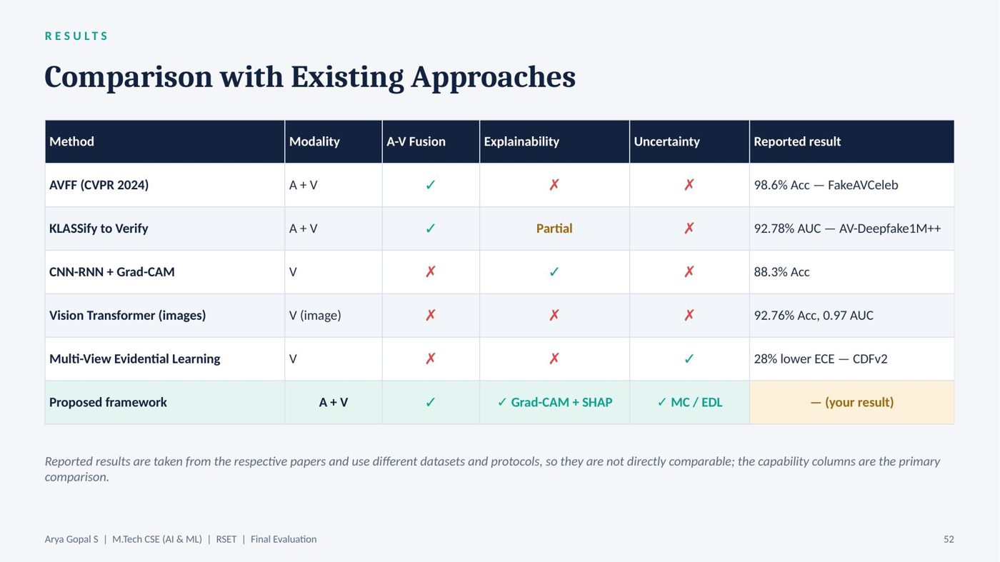 RESULTS
Comparison with Existing Approaches
Method Modality A-V Fusion Explainability Uncertainty Reported result
AVFF (CVPR 2024) A + V ✓ ✗ ✗ 98.6% Acc — FakeAVCeleb
KLASSify to Verify A + V ✓ Partial ✗ 92.78% AUC — AV-Deepfake1M++
CNN-RNN + Grad-CAM V ✗ ✓ ✗ 88.3% Acc
Vision Transformer (images) V (image) ✗ ✗ ✗ 92.76% Acc, 0.97 AUC
Multi-View Evidential Learning V ✗ ✗ ✓ 28% lower ECE — CDFv2
Proposed framework A + V ✓ ✓ Grad-CAM + SHAP ✓ MC / EDL — (your result)
Reported results are taken from the respective papers and use different datasets and protocols, so they are not directly comparable; the capability columns are the primary
comparison.
Arya Gopal S | M.Tech CSE (AI & ML) | RSET | Final Evaluation 52